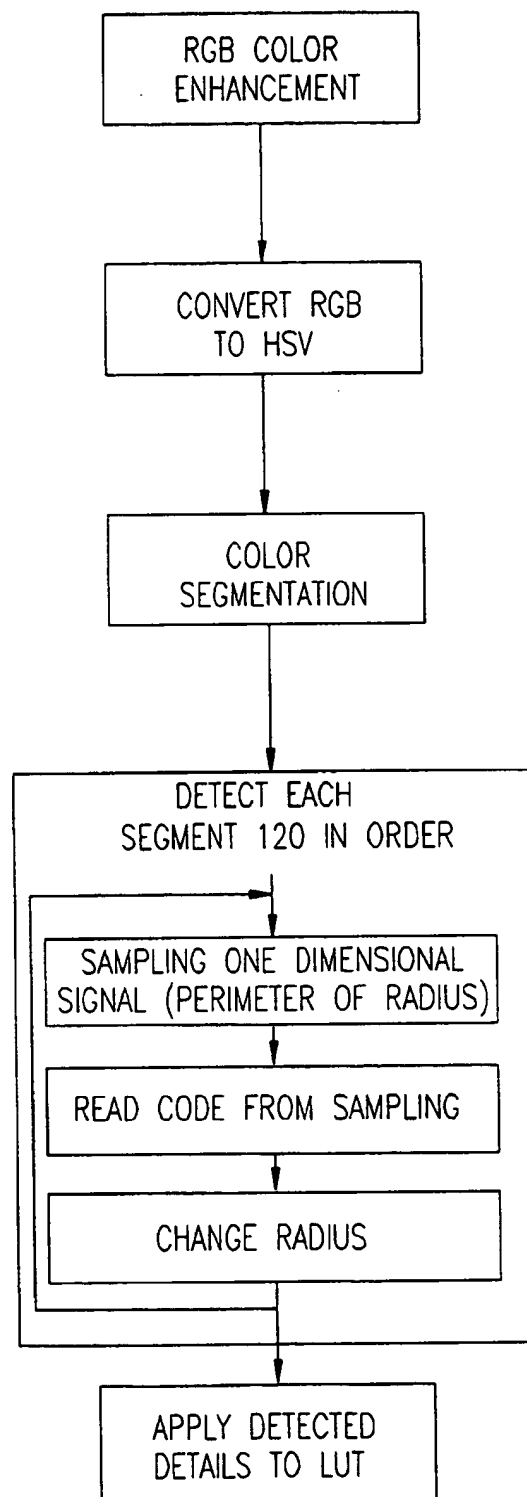 RGB COLOR
ENHANCEMENT
CONVERT RGB
TO HSV
COLOR
SEGMENTATION
DETECT EACH
SEGMENT 120 IN ORDER
SAMPLING ONE DIMENSIONAL
SIGNAL (PERIMETER OF RADIUS)
READ CODE FROM SAMPLING
CHANGE RADIUS
APPLY DETECTED
DETAILS TO LUT